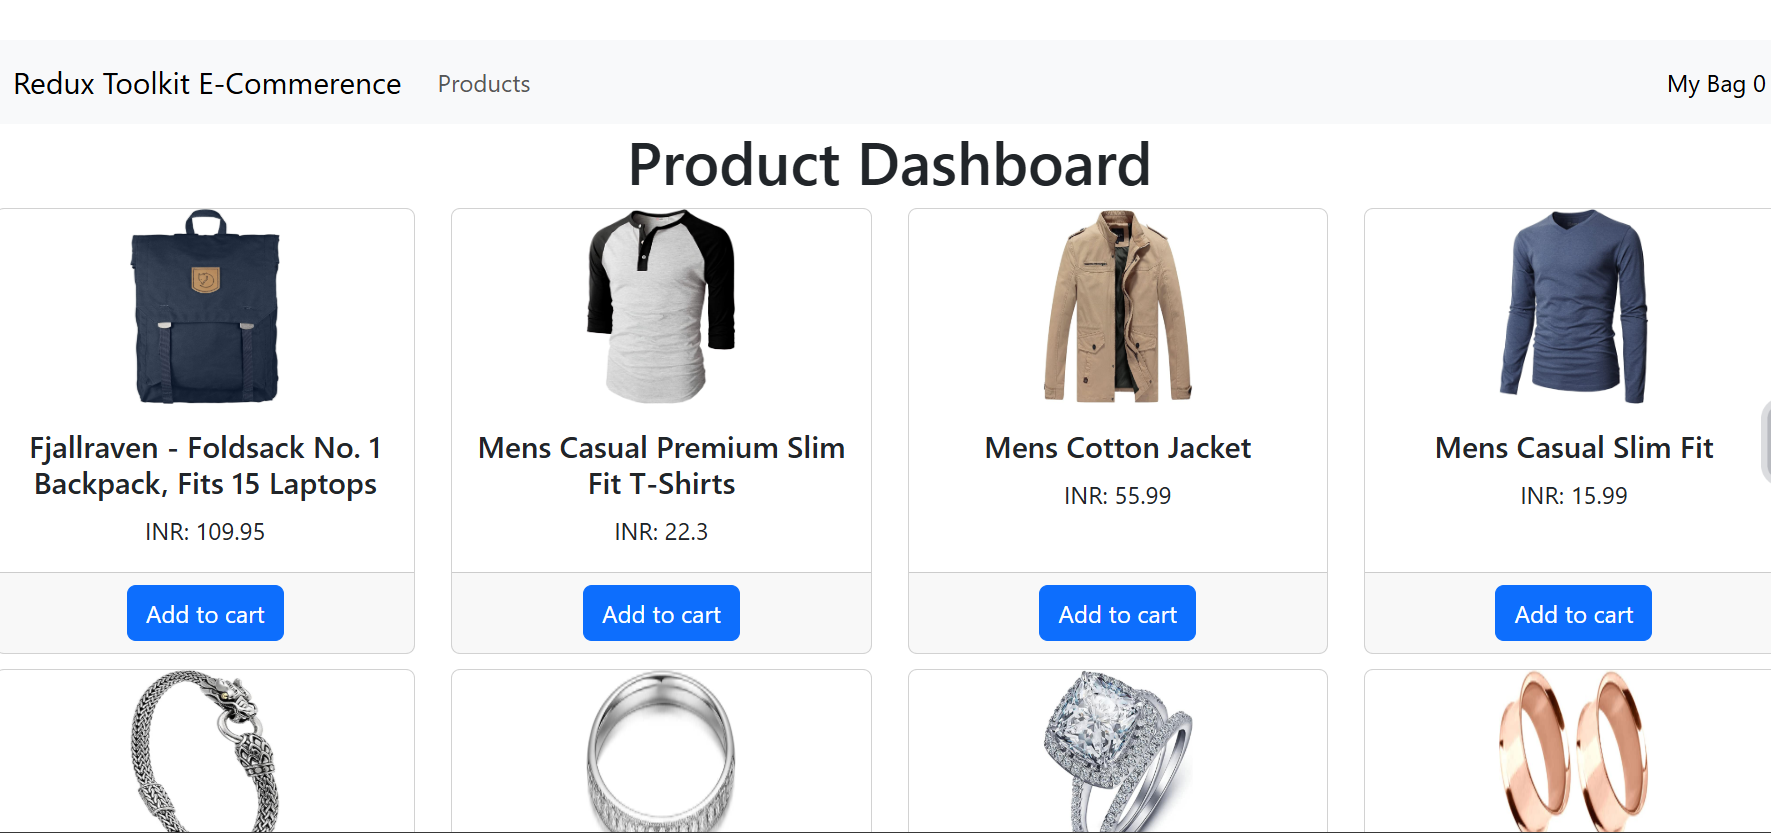 Redux Toolkit E-Commerence Products My Bag 0
Product Dashboard
Fjallraven - Foldsack No. 1
Backpack, Fits 15 Laptops
INR: 109.95
Add to cart
Mens Casual Premium Slim
Fit T-Shirts
INR: 22.3
Add to cart
Mens Cotton Jacket
INR: 55.99
Add to cart
Mens Casual Slim Fit
INR: 15.99
Add to cart